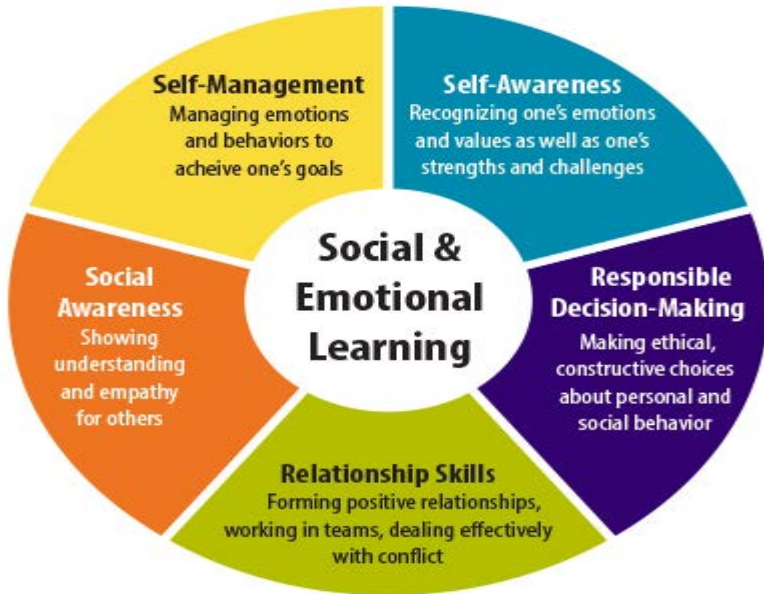 Self-Management
Managing emotions
and behaviors to
acheive one's goals
Self-Awareness
Recognizing one's emotions
and values as well as one's
strengths and challenges
Social &
Emotional
Learning
Social
Awareness
Showing
understanding
and empathy
for others
Responsible
Decision-Making
Making ethical,
constructive choices
about personal and
social behavior
Relationship Skills
Forming positive relationships,
working in teams, dealing effectively
with conflict